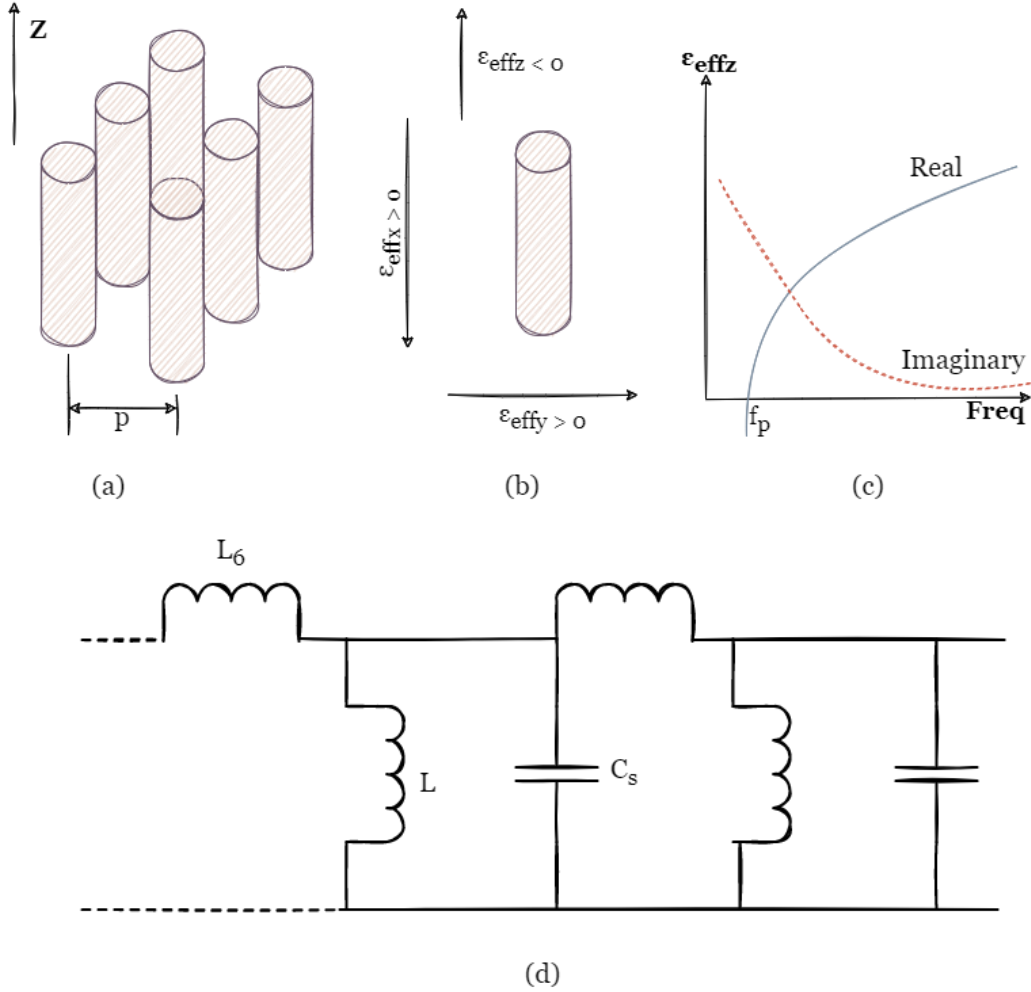 Z
p
(a)
εeffz < 0
εeffx > 0
εeffy > 0
(b)
εeffz
Real
Imaginary
Freq
fp
(c)
L6
L
Cs
(d)